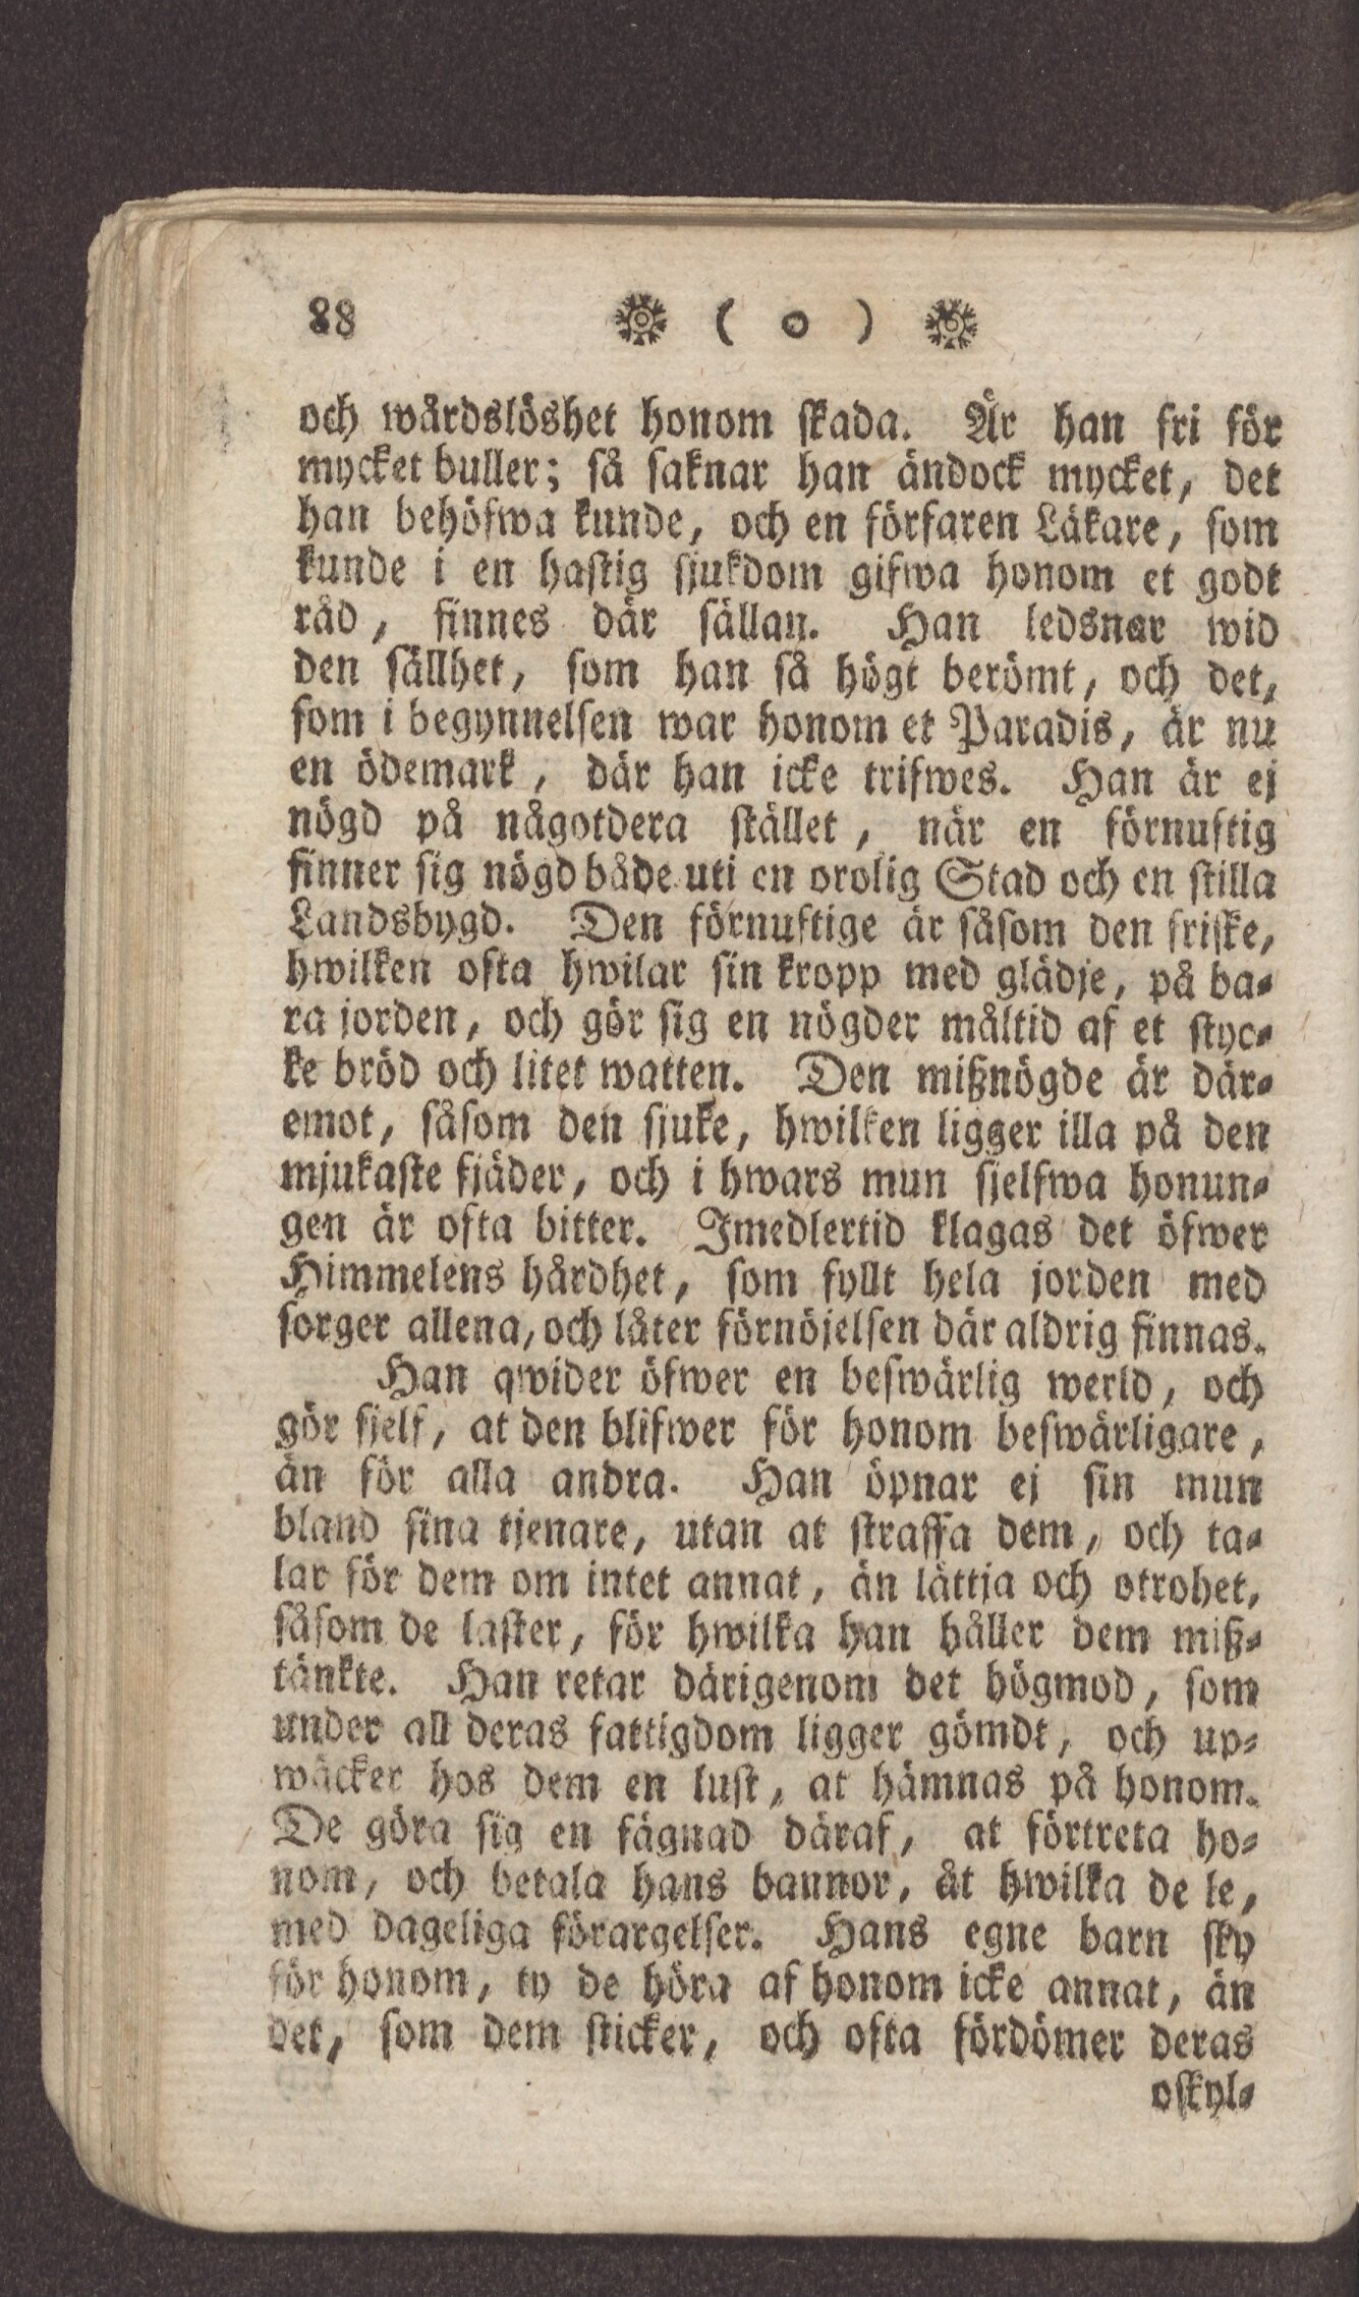 88 ❁ ( o ) ❁
och wårdslöshet honom skada. Är han fri för
mycket buller; så saknar han ändock mycket, det
han behöfwa kunde, och en förfaren Läkare, som
kunde i en hastig sjukdom gifwa honom et godt
råd, finnes där sällan. Han ledsnar wid
den sällhet, som han så högt berömt, och det,
som i begynnelsen war honom et Paradis, är nu
en ödemark, där han icke trifwes. Han är ej
nögd på någotdera stället, när en förnuftig
finner sig nögd både uti en orolig Stad och en stilla
Landsbygd. Den förnuftige är såsom den friske,
hwilken ofta hwilar sin kropp med glädje, på ba-
ra jorden, och gör sig en nögder måltid af et styc-
ke bröd och litet watten. Den mißnögde är där-
emot, såsom den sjuke, hwilken ligger illa på den
mjukaste fjäder, och i hwars mun sjelfwa honun-
gen är ofta bitter. Imedlertid klagas det öfwer
Himmelens hårdhet, som fyllt hela jorden med
sorger allena, och låter förnöjelsen där aldrig finnas.
Han qwider öfwer en beswärlig werld, och
gör sjelf, at den blifwer för honom beswärligare,
än för alla andra. Han öpnar ej sin mun
bland sina tjenare, utan at straffa dem, och ta-
lar för dem om intet annat, än lättja och otrohet,
såsom de laster, för hwilka han håller dem miß-
tänkte. Han retar därigenom det högmod, som
under all deras fattigdom ligger gömdt, och up-
wäcker hos dem en lust, at hämnas på honom.
De göra sig en fägnad däraf, at förtreta ho-
nom, och betala hans bannor, åt hwilka de le,
med dageliga förargelser. Hans egne barn sky
för honom, ty de höra af honom icke annat, än
det, som dem sticker, och ofta fördömer deras
oskyl-